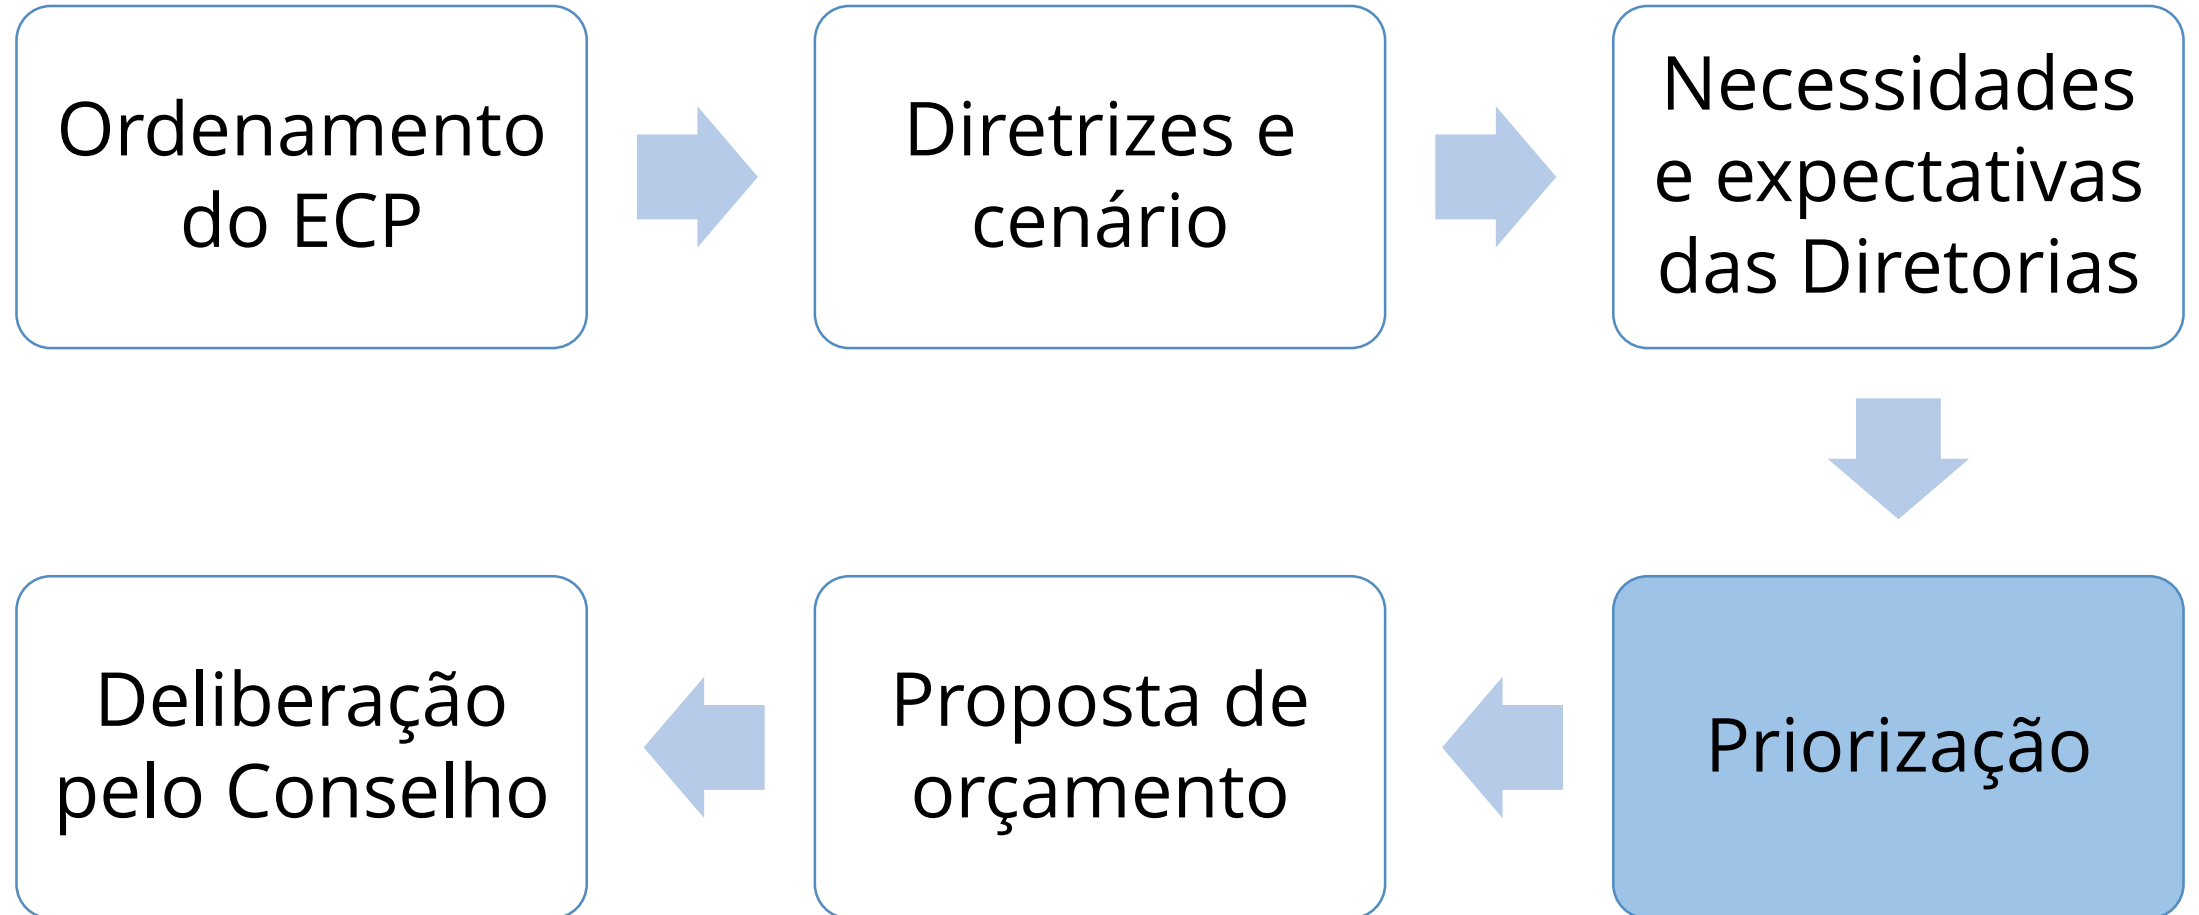 Ordenamento
do ECP
Diretrizes e
cenário
Necessidades
e expectativas
das Diretorias
Priorização
Proposta de
orçamento
Deliberação
pelo Conselho